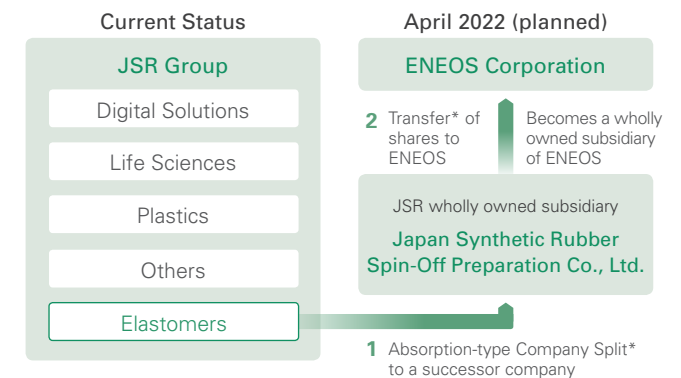 Current Status
JSR Group
Digital Solutions
Life Sciences
Plastics
Others
Elastomers
April 2022 (planned)
ENEOS Corporation
2 Transfer* of
shares to
ENEOS
Becomes a wholly
owned subsidiary
of ENEOS
JSR wholly owned subsidiary
Japan Synthetic Rubber
Spin-Off Preparation Co., Ltd.
1 Absorption-type Company Split*
to a successor company